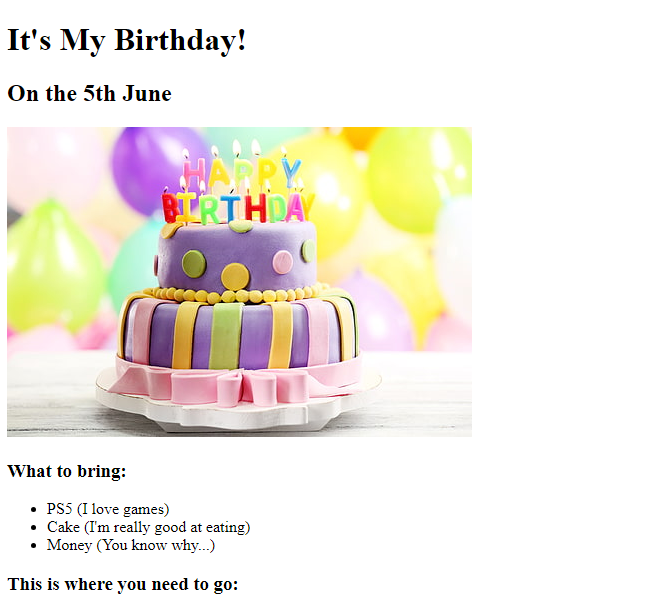 It's My Birthday!
On the 5th June
HAPPY
BIRTHDAY
What to bring:
PS5 (I love games)
Cake (I'm really good at eating)
Money (You know why...)
This is where you need to go: